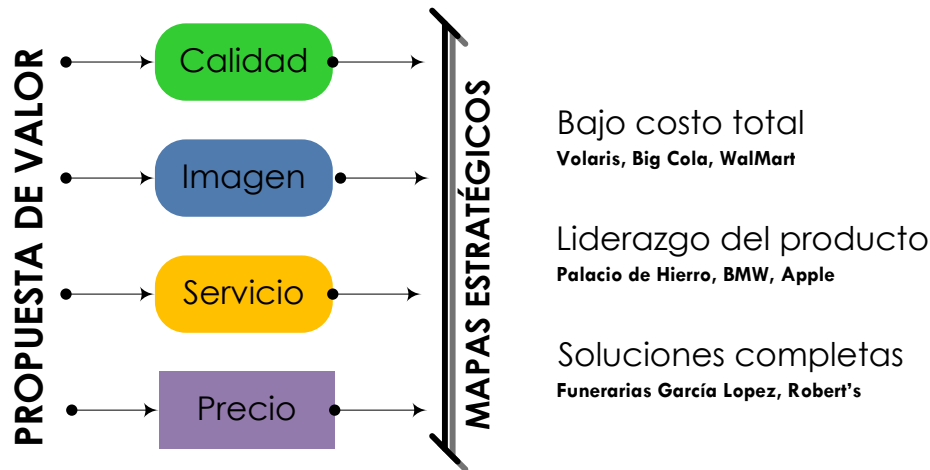 PROPUESTA DE VALOR
Calidad
Imagen
Servicio
Precio
MAPAS ESTRATÉGICOS
Bajo costo total
Volaris, Big Cola, WalMart
Liderazgo del producto
Palacio de Hierro, BMW, Apple
Soluciones completas
Funerarias García Lopez, Robert’s